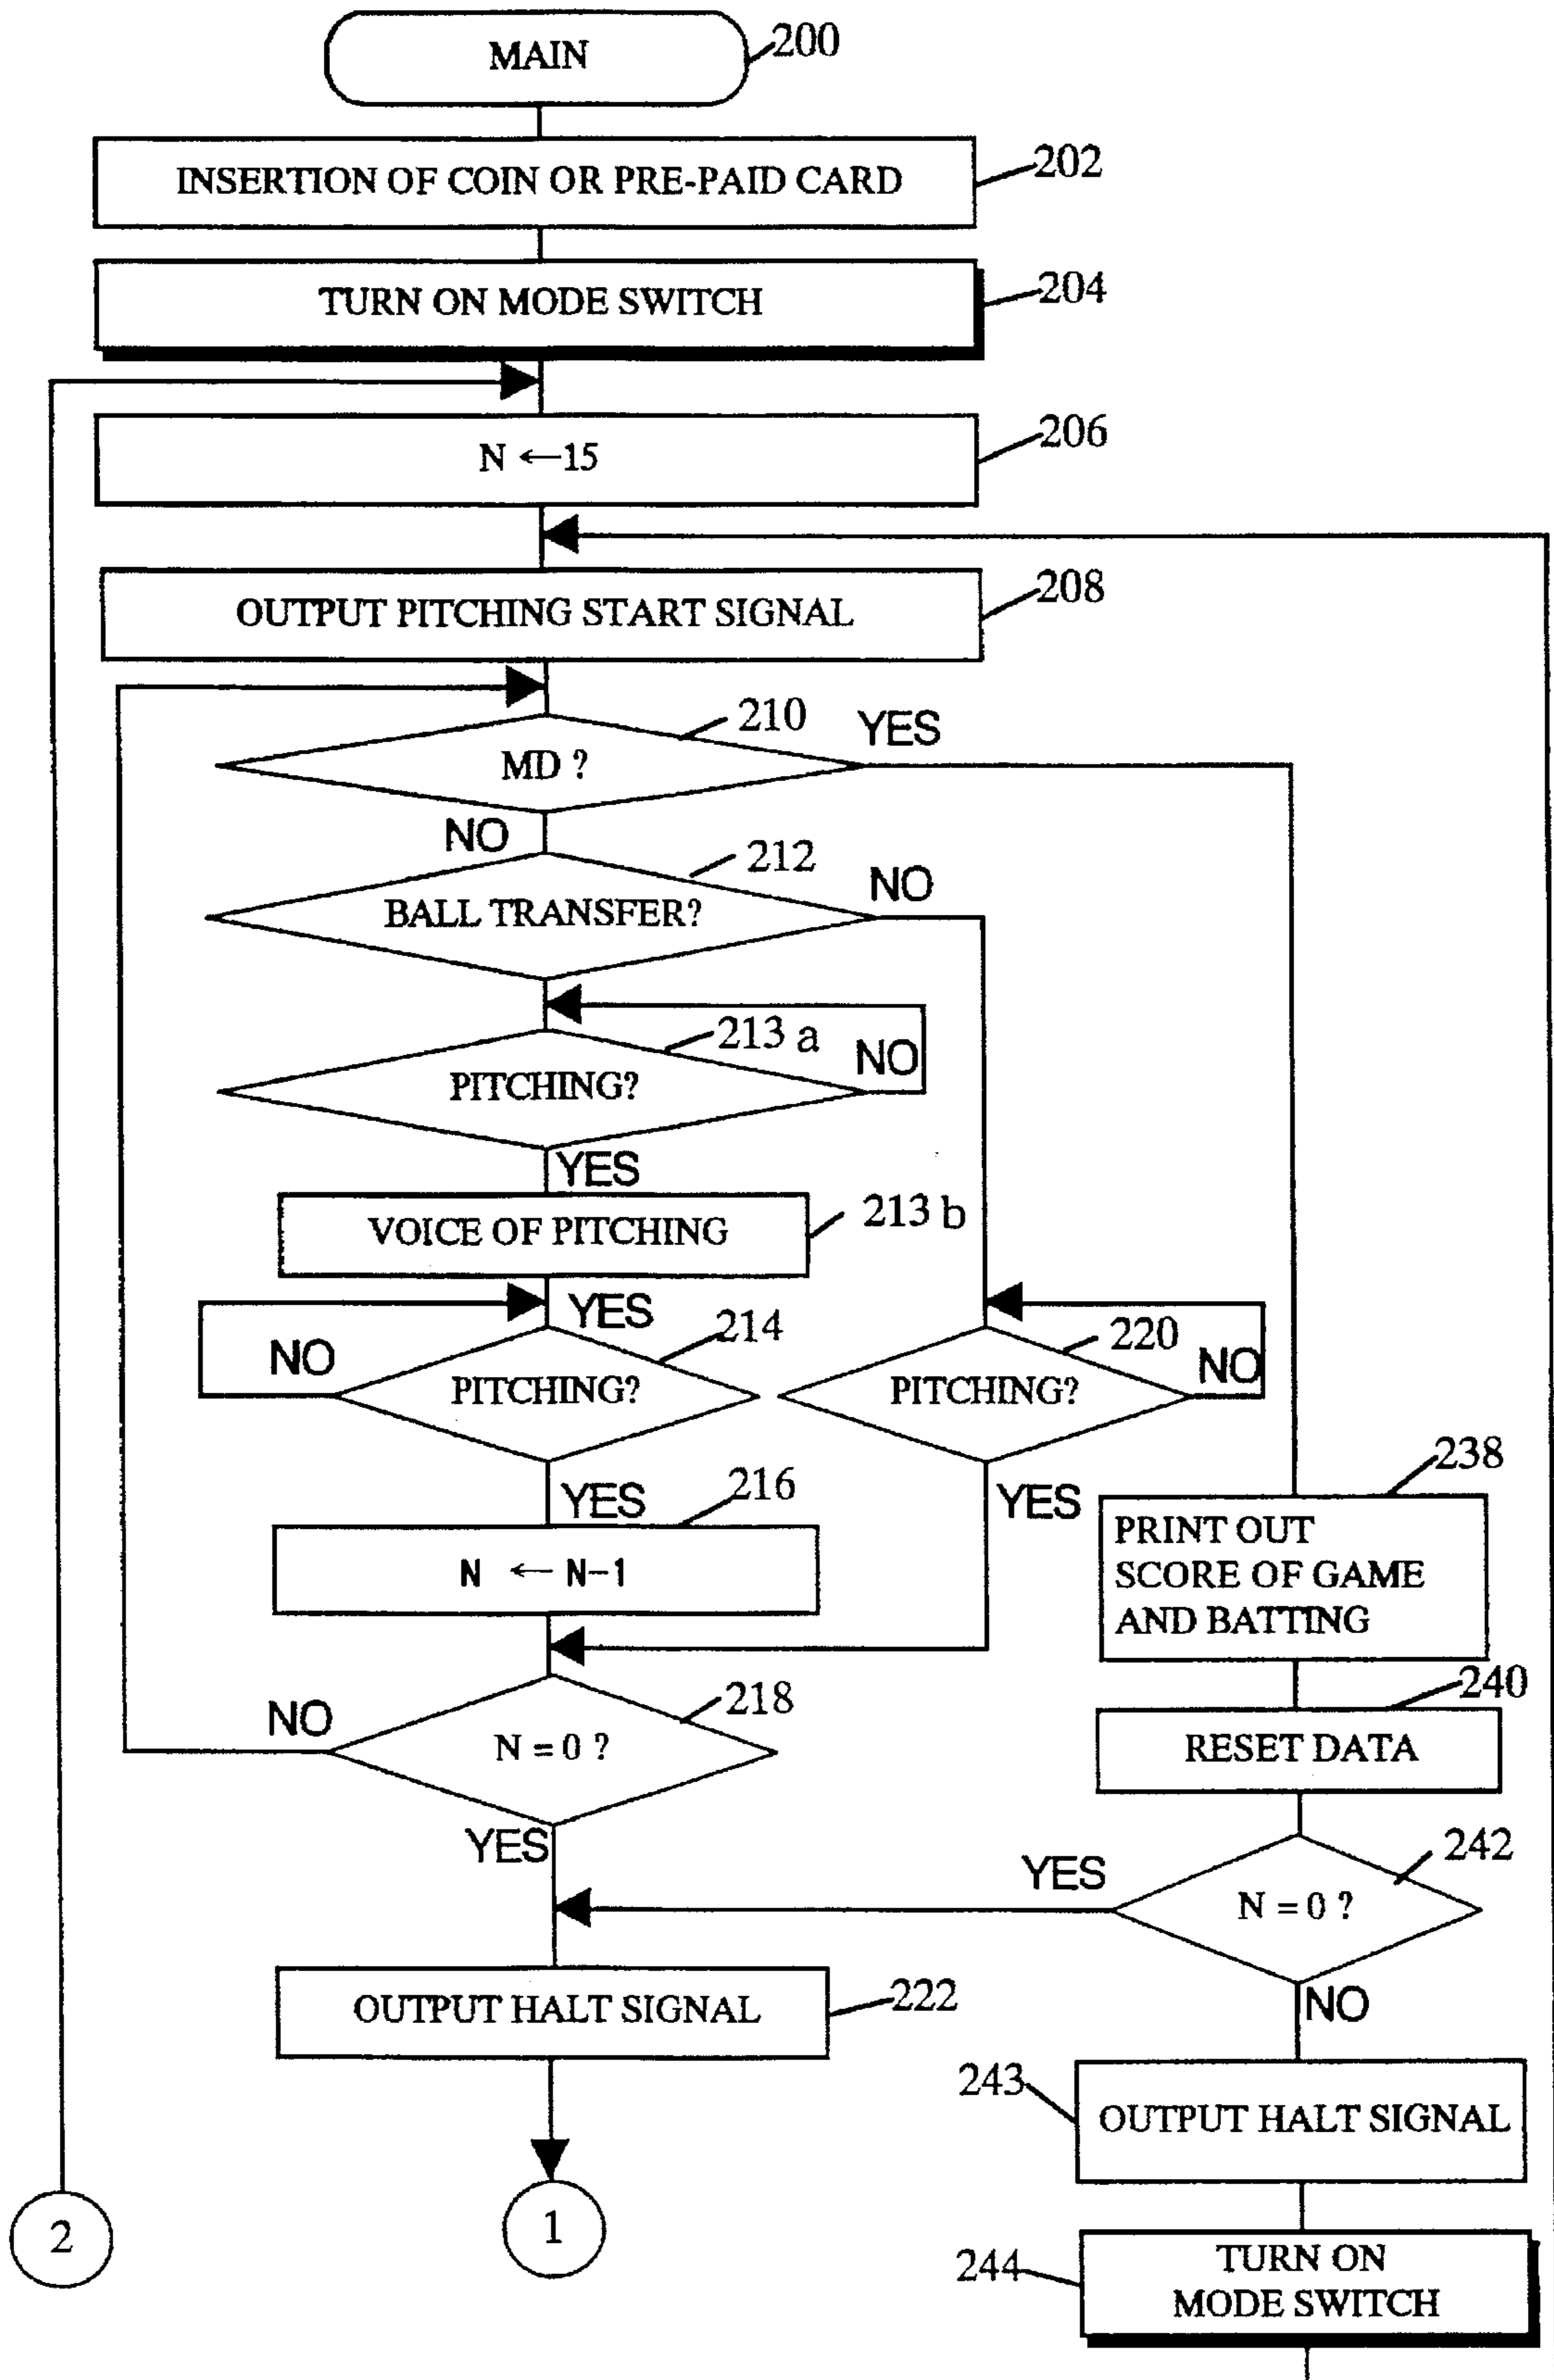 MAIN
200
INSERTION OF COIN OR PRE-PAID CARD
202
TURN ON MODE SWITCH
204
N ←15
206
OUTPUT PITCHING START SIGNAL
208
MD ?
210
YES
NO
BALL TRANSFER?
212
NO
PITCHING?
213 a
NO
YES
VOICE OF PITCHING
213 b
YES
PITCHING?
214
NO
PITCHING?
220
NO
YES
YES
N ← N-1
216
PRINT OUT
SCORE OF GAME
AND BATTING
238
N = 0 ?
218
NO
YES
RESET DATA
240
N = 0 ?
242
YES
NO
OUTPUT HALT SIGNAL
222
243
OUTPUT HALT SIGNAL
2
1
244
TURN ON
MODE SWITCH